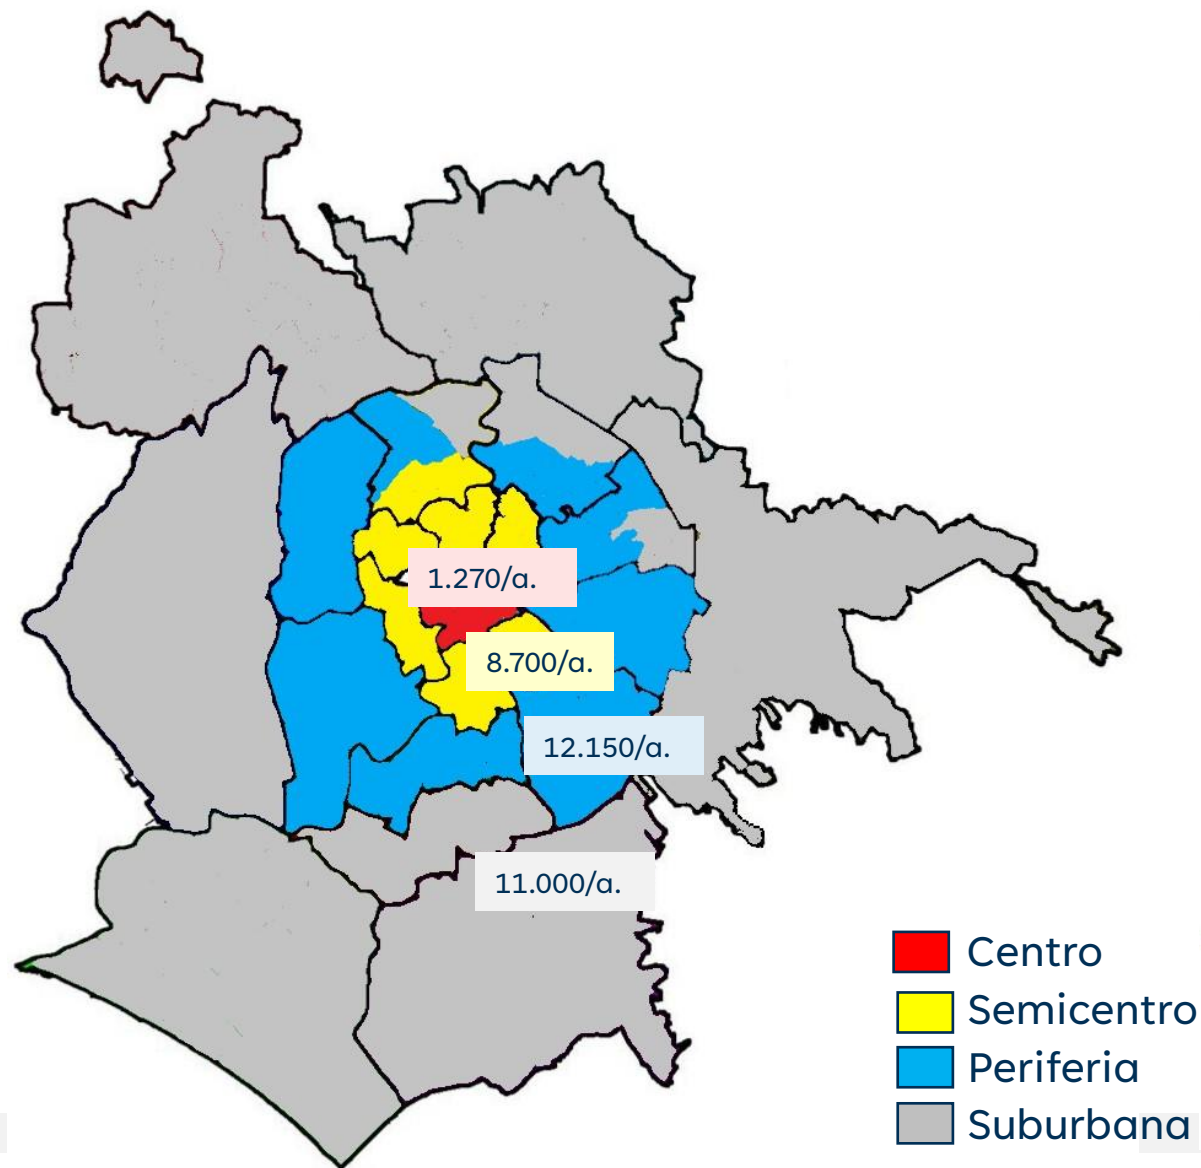 1.270/a.
8.700/a.
12.150/a.
11.000/a.
Centro
Semicentro
Periferia
Suburbana